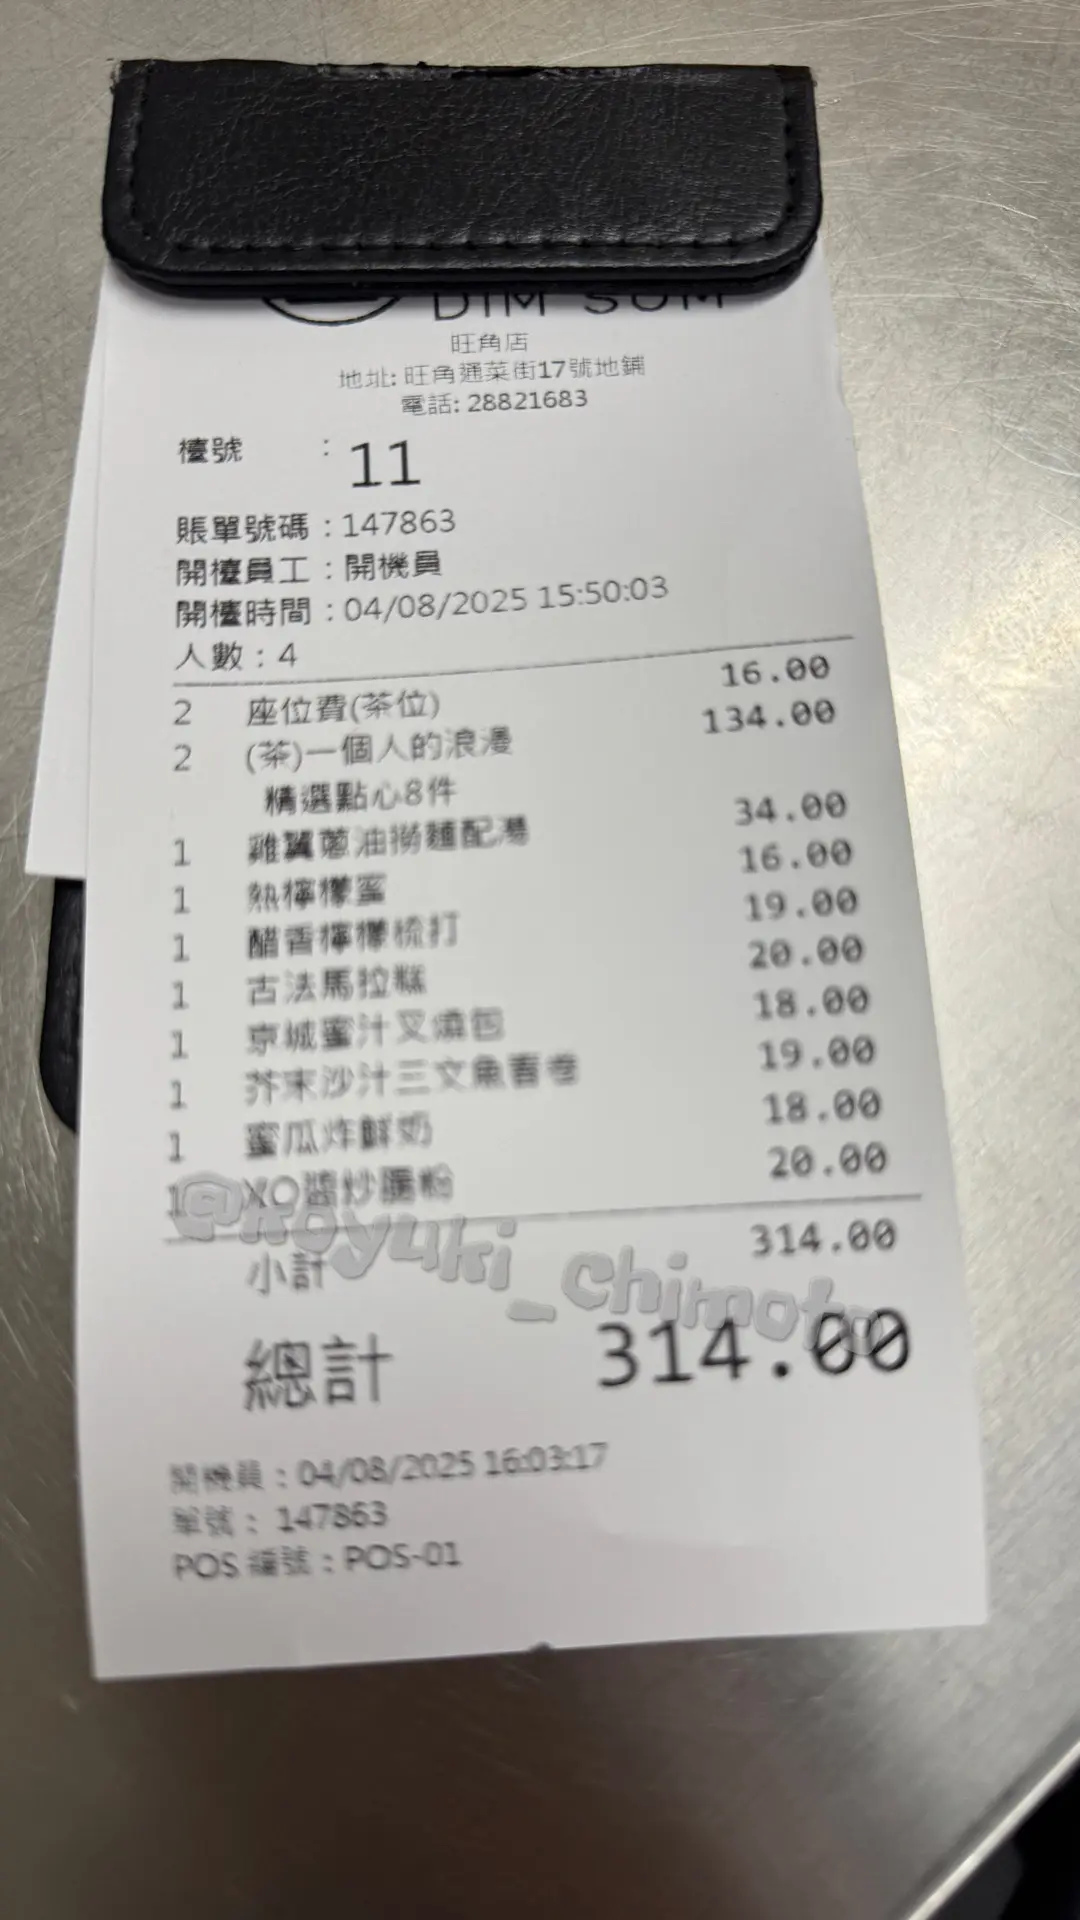 DIM SUM
旺角店
地址: 旺角通菜街17號地鋪
電話: 28821683
檯號 : 11
賬單號碼 : 147863
開檯員工 : 開機員
開檯時間 : 04/08/2025 15:50:03
人數 : 4
2 座位費(茶位) 16.00
2 (茶)一個人的浪漫 134.00
精選點心8件
1 雞翼蔥油撈麵配湯 34.00
1 熱檸檬蜜 16.00
1 醋香檸檬梳打 19.00
1 古法馬拉糕 20.00
1 京城蜜汁叉燒包 18.00
1 芥末沙汁三文魚春卷 19.00
1 蜜瓜炸鮮奶 18.00
1 XO醬炒腸粉 20.00
@koyuki_chimoto
小計 314.00
總計 314.00
開機員 : 04/08/2025 16:03:17
單號 : 147863
POS 編號 : POS-01